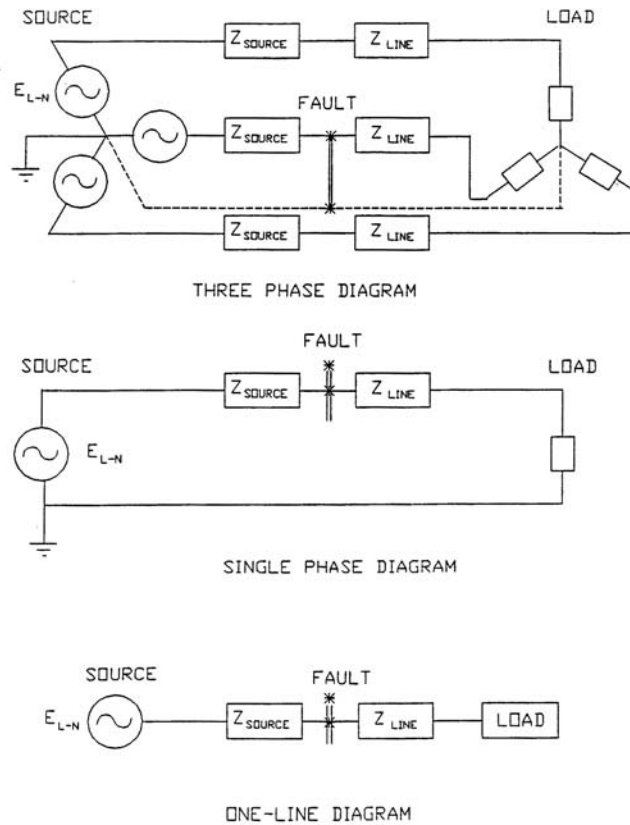 SOURCE LOAD
Z SOURCE Z LINE
E L-N
FAULT
Z SOURCE Z LINE
Z SOURCE Z LINE
THREE PHASE DIAGRAM
FAULT
SOURCE LOAD
Z SOURCE Z LINE
E L-N
SINGLE PHASE DIAGRAM
SOURCE FAULT
E L-N Z SOURCE Z LINE LOAD
ONE-LINE DIAGRAM